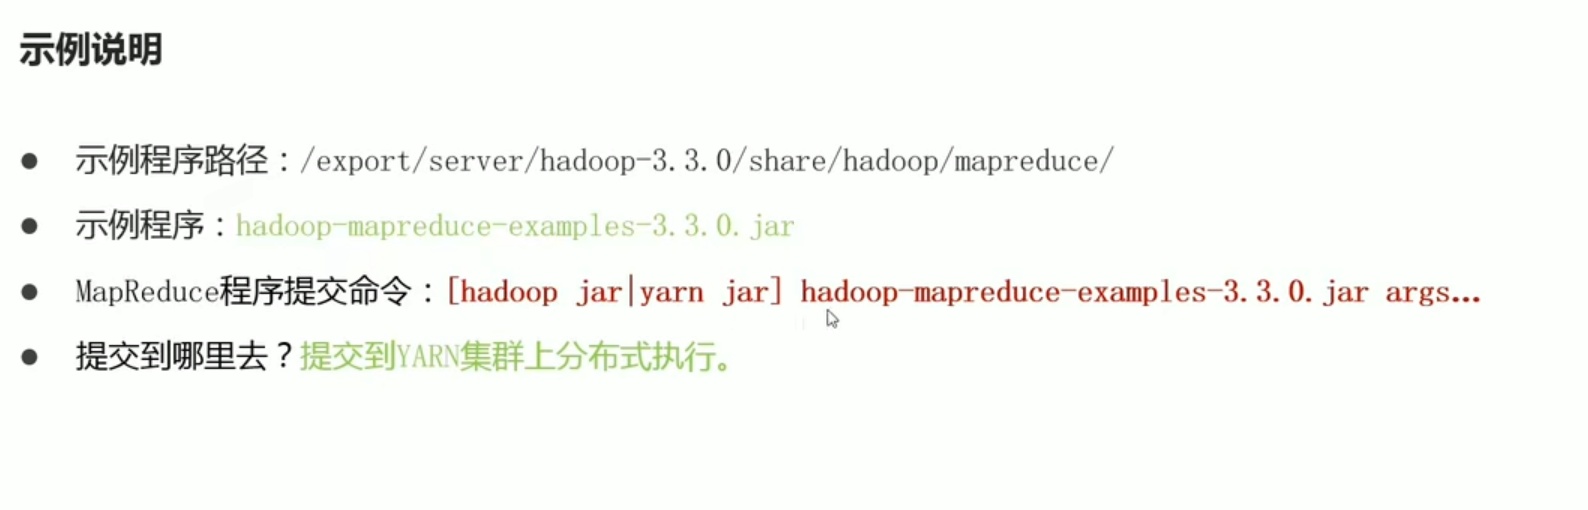 示例说明
● 示例程序路径：/export/server/hadoop-3.3.0/share/hadoop/mapreduce/
● 示例程序：hadoop-mapreduce-examples-3.3.0.jar
● MapReduce程序提交命令：[hadoop jar|yarn jar] hadoop-mapreduce-examples-3.3.0.jar args…
● 提交到哪里去？提交到YARN集群上分布式执行。